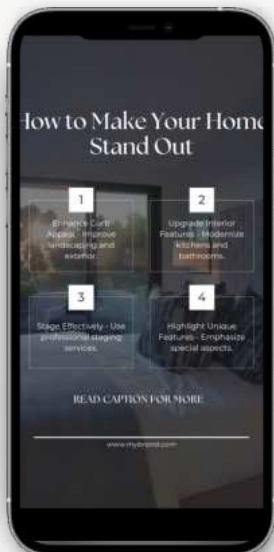 How to Make Your Home
Stand Out
1
Enhance Curb
Appeal - Improve
landscaping and
exterior.
2
Upgrade Interior
Features - Modernize
kitchens and
bathrooms.
3
Stage Effectively - Use
professional staging
services.
4
Highlight Unique
Features - Emphasize
special aspects.
READ CAPTION FOR MORE
www.mybrand.com